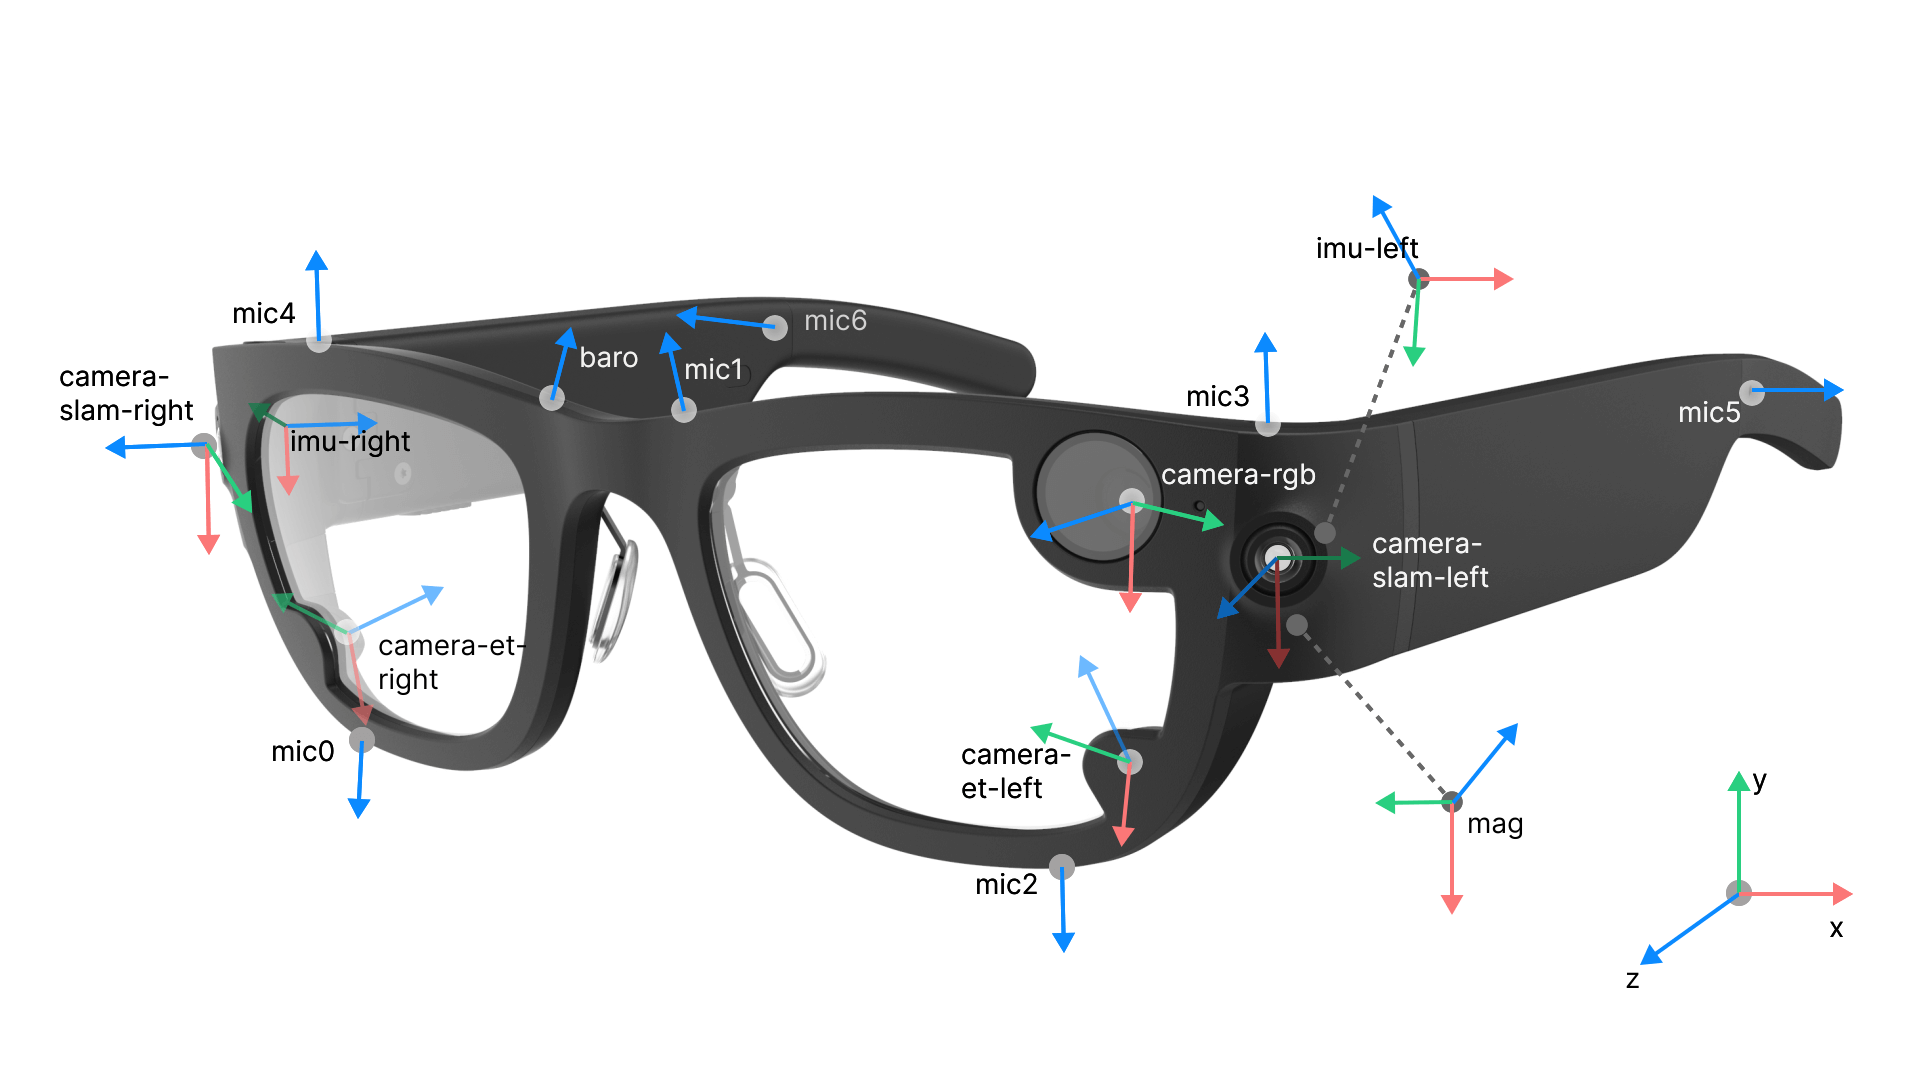 imu-left
mic4
mic6
baro
mic1
camera-
slam-right
mic3
mic5
imu-right
camera-rgb
camera-
slam-left
camera-et-
right
mic0
camera-
et-left
mag
mic2
y
x
z